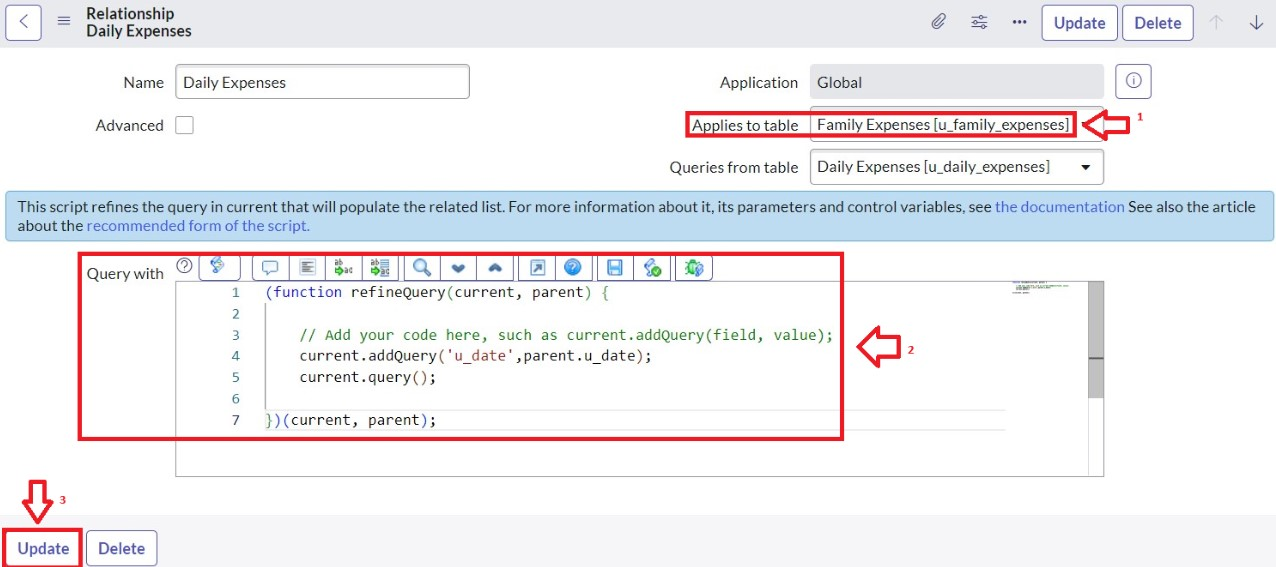 Relationship
Daily Expenses
Update
Delete
Name
Daily Expenses
Application
Global
Advanced
Applies to table
Family Expenses [u_family_expenses]
1
Queries from table
Daily Expenses [u_daily_expenses]
This script refines the query in current that will populate the related list. For more information about it, its parameters and control variables, see the documentation See also the article
about the recommended form of the script.
Query with
1 (function refineQuery(current, parent) {
2
3 // Add your code here, such as current.addQuery(field, value);
4 current.addQuery('u_date',parent.u_date);
5 current.query();
6
7 })(current, parent);
2
3
Update
Delete